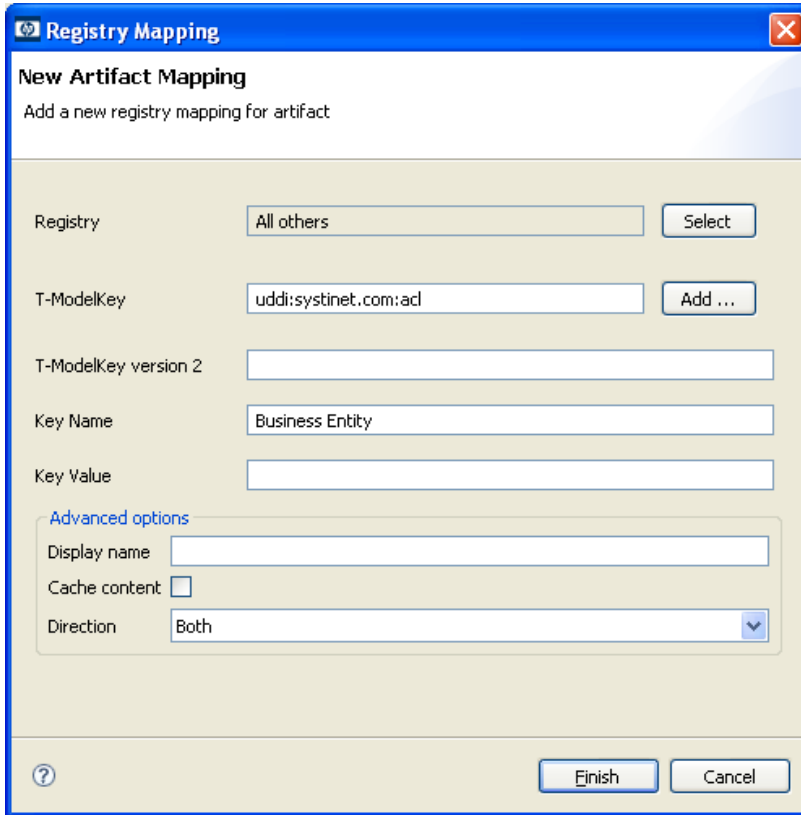 Registry Mapping
New Artifact Mapping
Add a new registry mapping for artifact
Registry All others Select
T-ModelKey uddi:systinet.com:acl Add ...
T-ModelKey version 2
Key Name Business Entity
Key Value
Advanced options
Display name
Cache content
Direction Both
? Finish Cancel